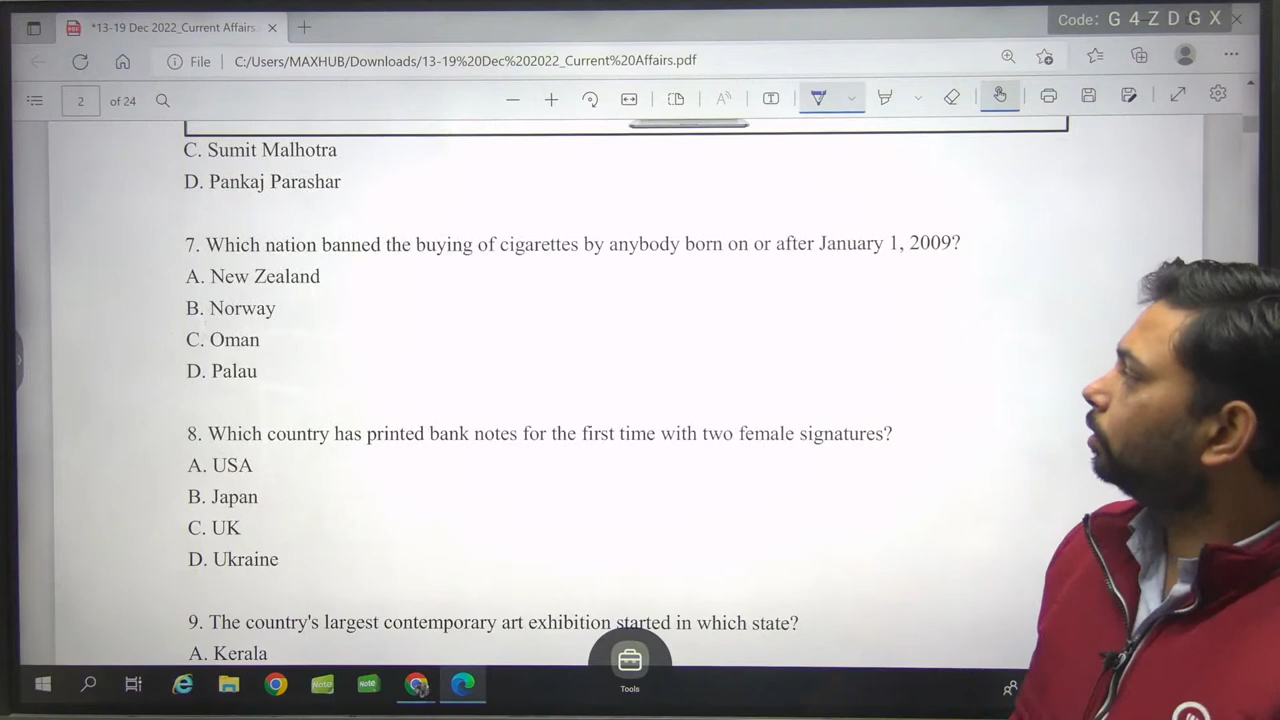 *13-19 Dec 2022_Current Affairs
Code: G 4 Z D G X
File
C:/Users/MAXHUB/Downloads/13-19%20Dec%202022_Current%20Affairs.pdf
2 of 24
C. Sumit Malhotra
D. Pankaj Parashar
7. Which nation banned the buying of cigarettes by anybody born on or after January 1, 2009?
A. New Zealand
B. Norway
C. Oman
D. Palau
8. Which country has printed bank notes for the first time with two female signatures?
A. USA
B. Japan
C. UK
D. Ukraine
9. The country's largest contemporary art exhibition started in which state?
A. Kerala
Tools
Note
Note